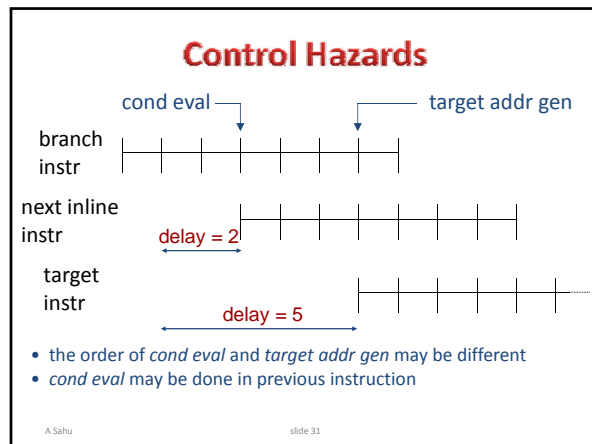 Control Hazards
cond eval
target addr gen
branch
instr
next inline
instr
delay = 2
target
instr
delay = 5
• the order of cond eval and target addr gen may be different
• cond eval may be done in previous instruction
A Sahu
slide 31